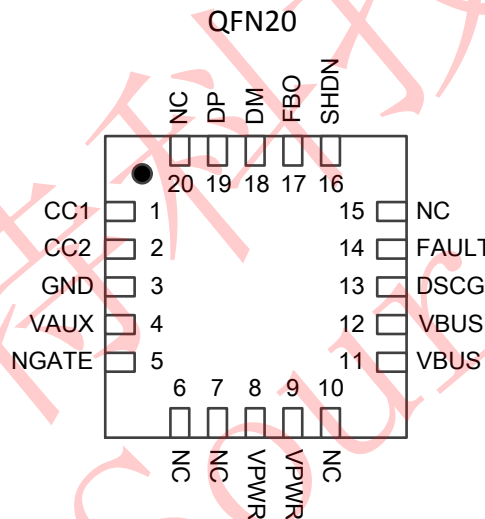 QFN20
NC DP DM FBO SHDN
20 19 18 17 16
CC1 1 15 NC
CC2 2 14 FAULT
GND 3 13 DSCG
VAUX 4 12 VBUS
NGATE 5 11 VBUS
6 7 8 9 10
NC NC VPWR VPWR NC